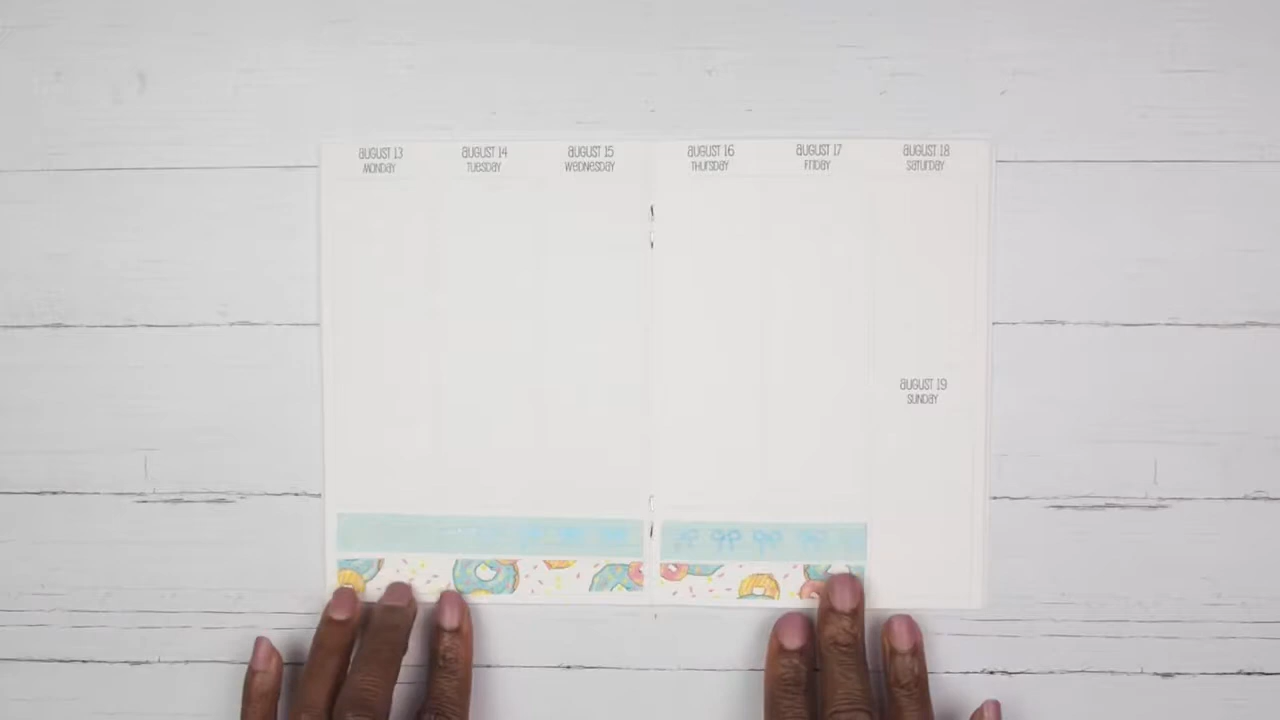 AUGUST 13
MONDAY
AUGUST 14
TUESDAY
AUGUST 15
WEDNESDAY
AUGUST 16
THURSDAY
AUGUST 17
FRIDAY
AUGUST 18
SATURDAY
AUGUST 19
SUNDAY